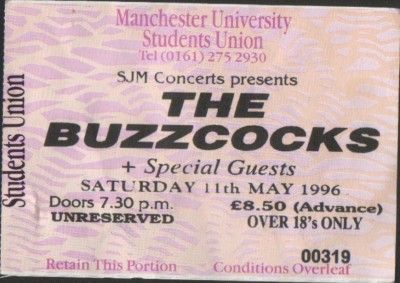 Manchester University
Students Union
Tel (0161) 275 2930
SJM Concerts presents
THE
BUZZCOCKS
+ Special Guests
SATURDAY 11th MAY 1996
Doors 7.30 p.m. £8.50 (Advance)
UNRESERVED OVER 18's ONLY
00319
Retain This Portion Conditions Overleaf
Students Union